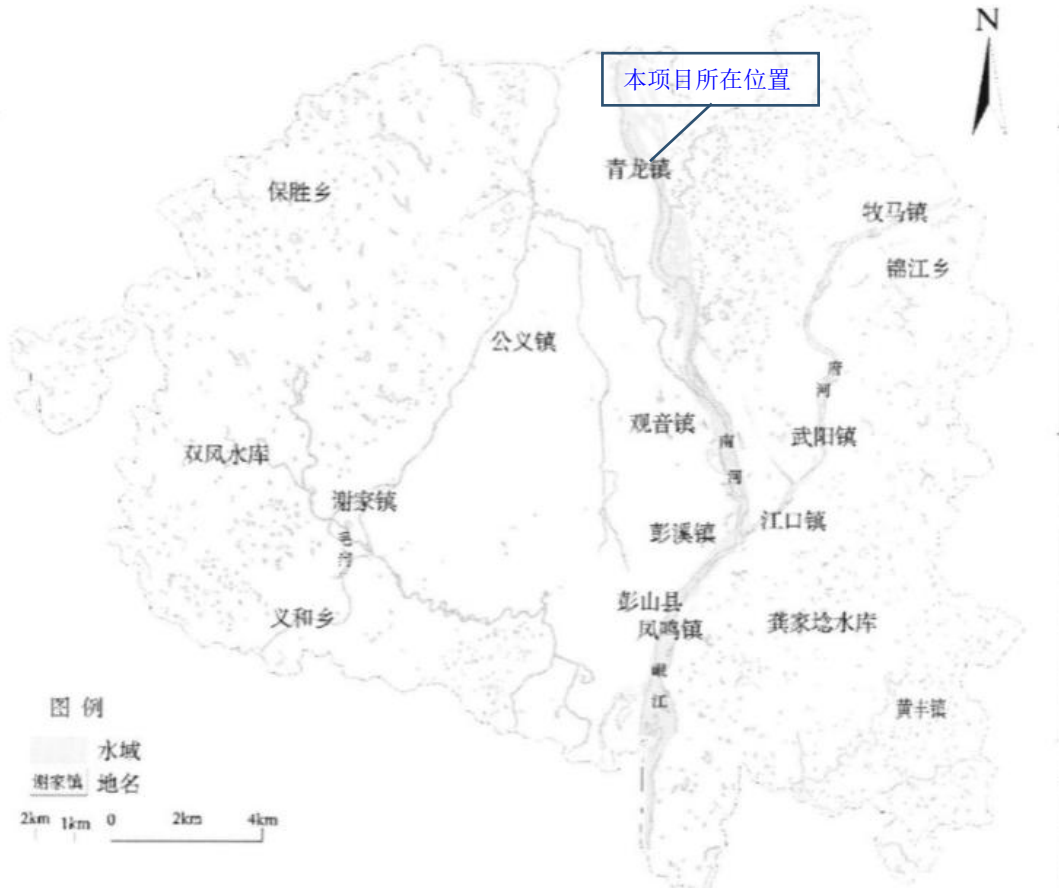 N
本项目所在位置
青龙镇
保胜乡
牧马镇
锦江乡
公义镇
府河
观音镇
武阳镇
南河
双凤水库
谢家镇
江口镇
彭溪镇
彭山县
凤鸣镇
义和乡
龚家埝水库
岷江
黄丰镇
图 例
水域
谢家镇 地名
2km 1km 0 2km 4km